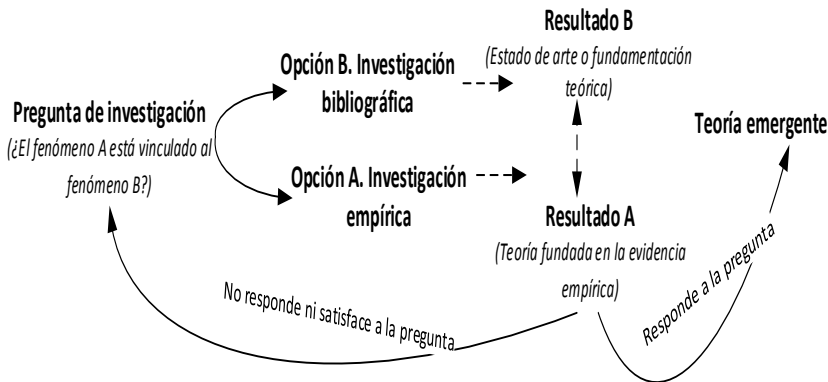 Pregunta de investigación
(¿El fenómeno A está vinculado al
fenómeno B?)
Opción B. Investigación
bibliográfica
Opción A. Investigación
empírica
Resultado B
(Estado de arte o fundamentación
teórica)
Resultado A
(Teoría fundada en la evidencia
empírica)
Teoría emergente
No responde ni satisface a la pregunta
Responde a la pregunta